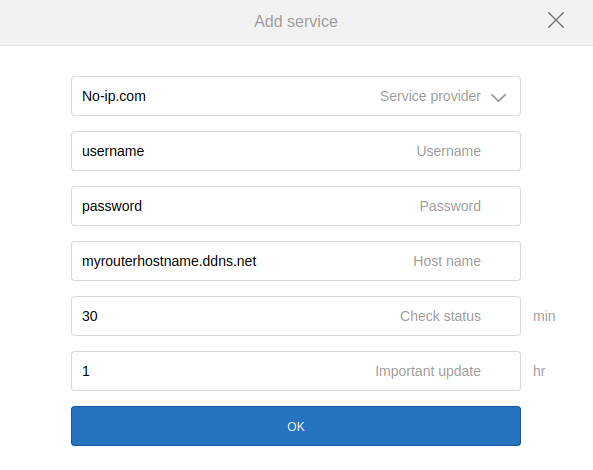 Add service
No-ip.com Service provider
username Username
password Password
myrouterhostname.ddns.net Host name
30 Check status min
1 Important update hr
OK